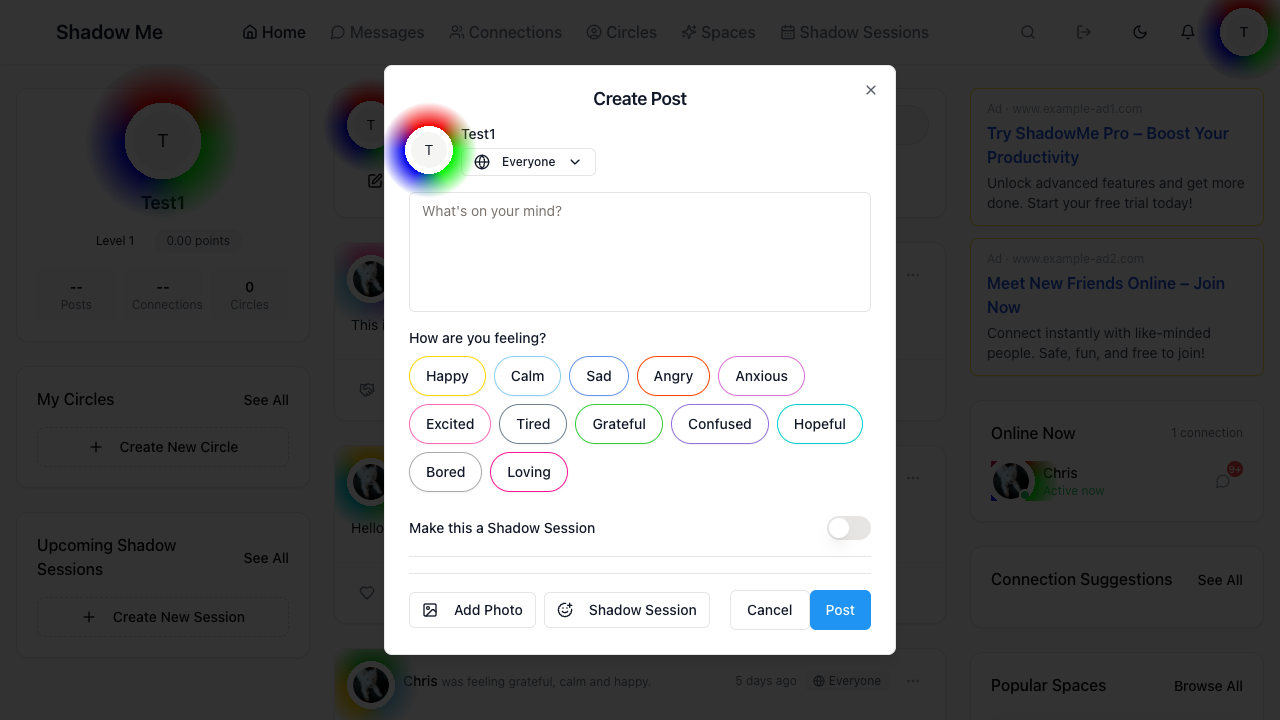 Shadow Me
Home
Messages
Connections
Circles
Spaces
Shadow Sessions
T
T
Test1
Level 1
0.00 points
--
Posts
--
Connections
0
Circles
My Circles
See All
Create New Circle
Upcoming Shadow
Sessions
See All
Create New Session
T
This i
Hello
Chris was feeling grateful, calm and happy.
5 days ago
Everyone
Create Post
T
Test1
Everyone
What's on your mind?
How are you feeling?
Happy
Calm
Sad
Angry
Anxious
Excited
Tired
Grateful
Confused
Hopeful
Bored
Loving
Make this a Shadow Session
Add Photo
Shadow Session
Cancel
Post
Ad · www.example-ad1.com
Try ShadowMe Pro – Boost Your
Productivity
Unlock advanced features and get more
done. Start your free trial today!
Ad · www.example-ad2.com
Meet New Friends Online – Join
Now
Connect instantly with like-minded
people. Safe, fun, and free to join!
Online Now
1 connection
Chris
Active now
9+
Connection Suggestions
See All
Popular Spaces
Browse All